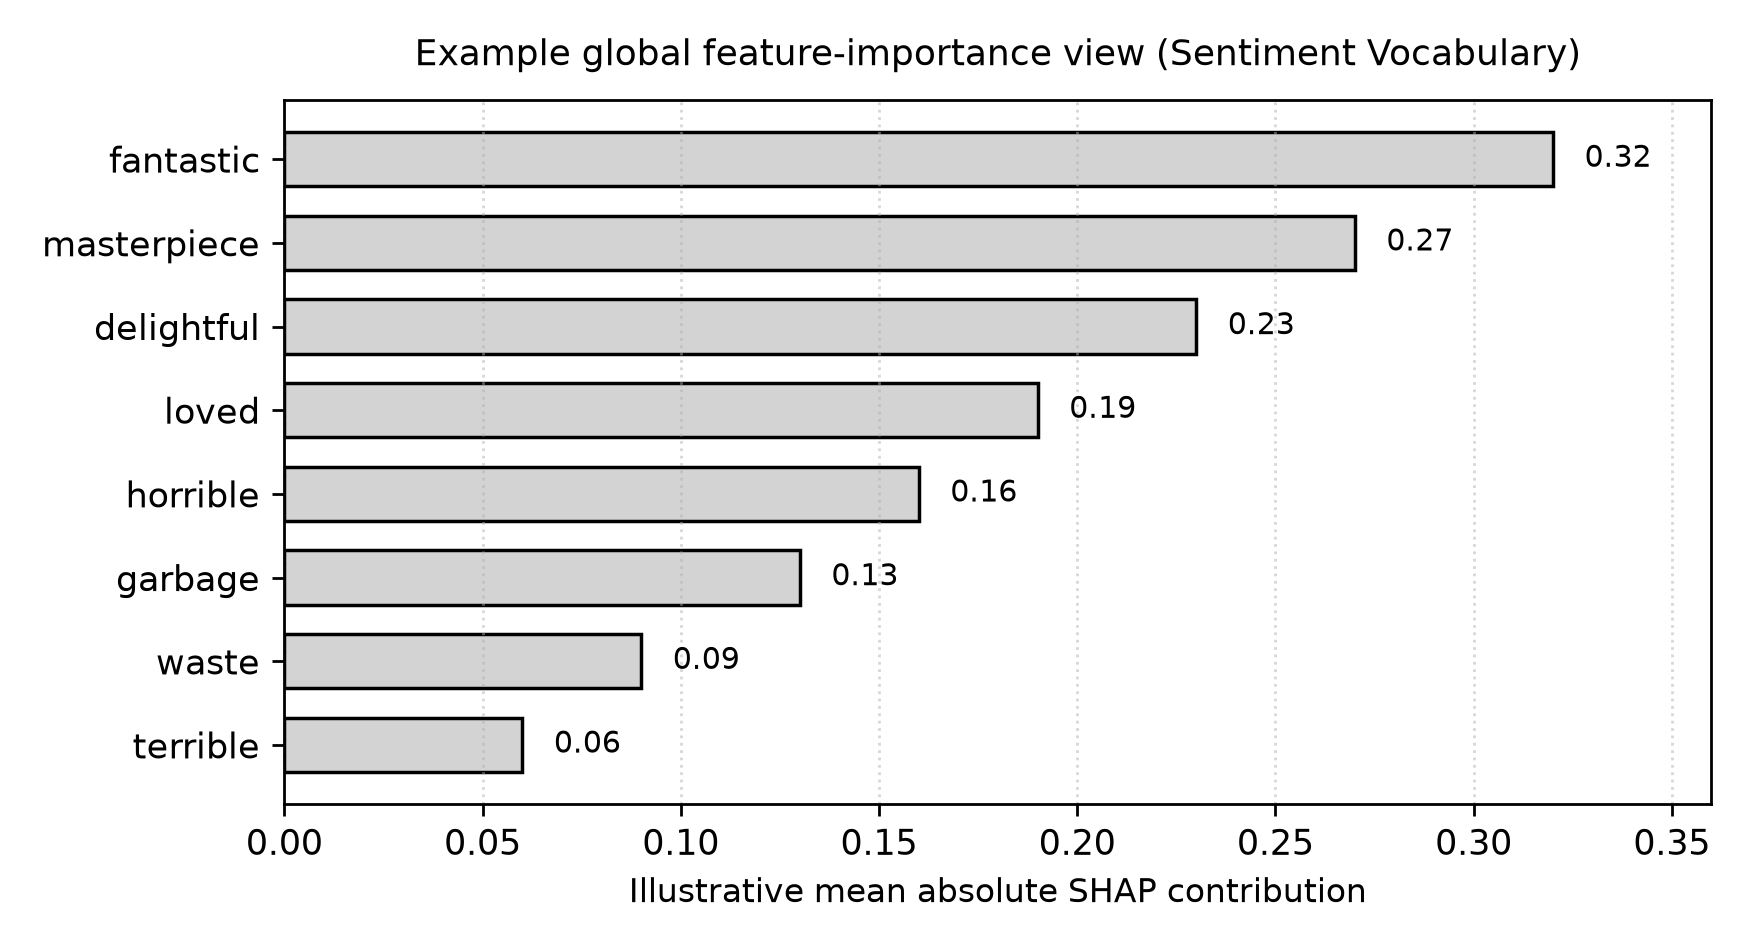 Example global feature-importance view (Sentiment Vocabulary)
fantastic 0.32
masterpiece 0.27
delightful 0.23
loved 0.19
horrible 0.16
garbage 0.13
waste 0.09
terrible 0.06
0.00 0.05 0.10 0.15 0.20 0.25 0.30 0.35
Illustrative mean absolute SHAP contribution